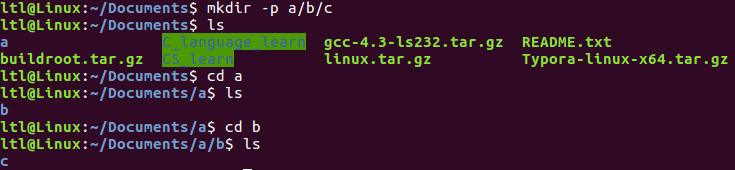 ltl@Linux:~/Documents$ mkdir -p a/b/c
ltl@Linux:~/Documents$ ls
a C_language_learn gcc-4.3-ls232.tar.gz README.txt
buildroot.tar.gz CS_learn linux.tar.gz Typora-linux-x64.tar.gz
ltl@Linux:~/Documents$ cd a
ltl@Linux:~/Documents/a$ ls
b
ltl@Linux:~/Documents/a$ cd b
ltl@Linux:~/Documents/a/b$ ls
c